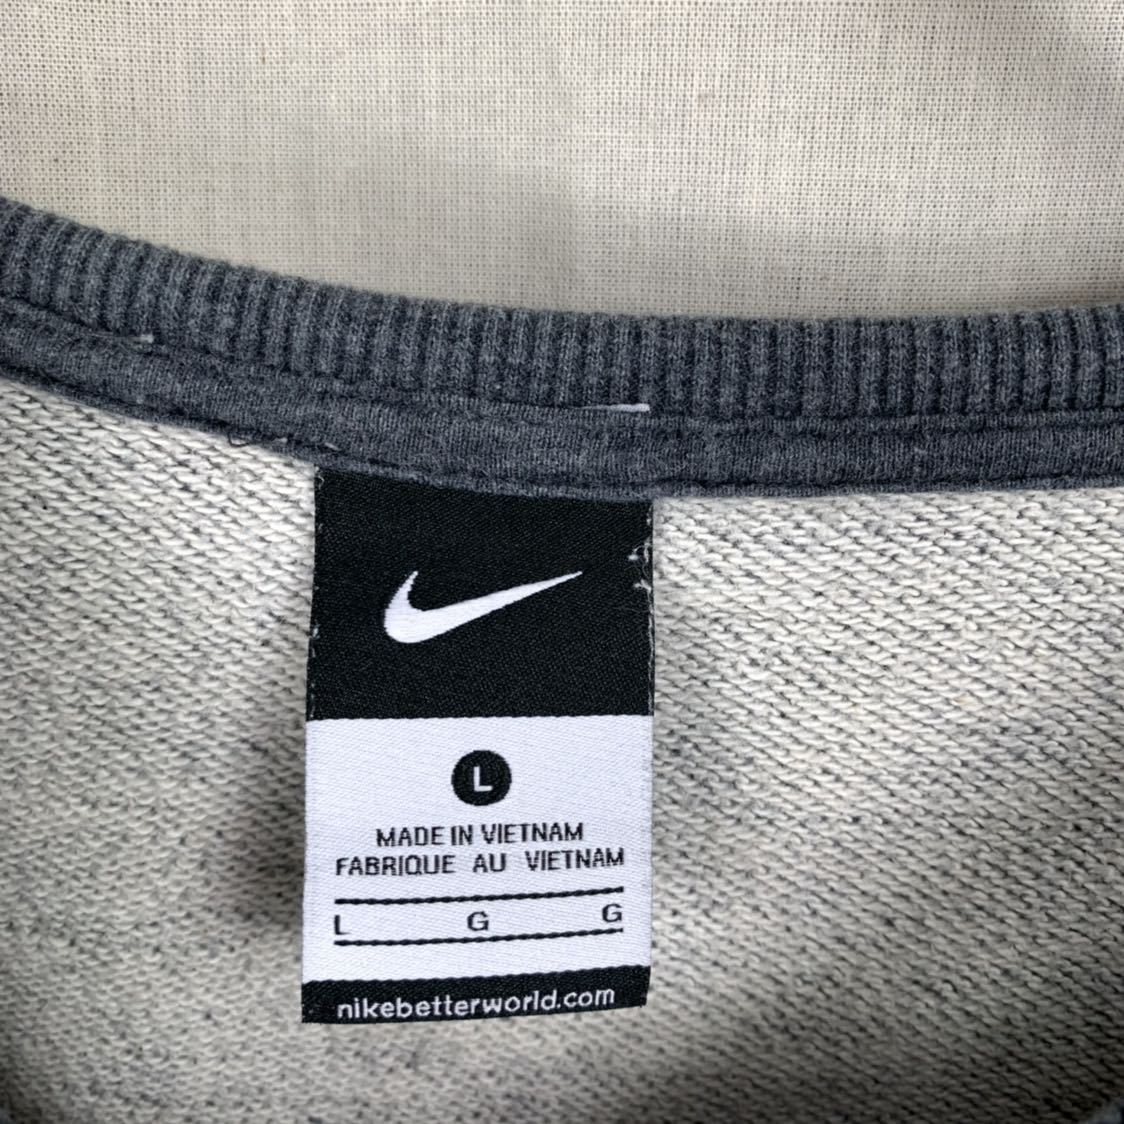 L
MADE IN VIETNAM
FABRIQUE AU VIETNAM
L G G
nikebetterworld.com